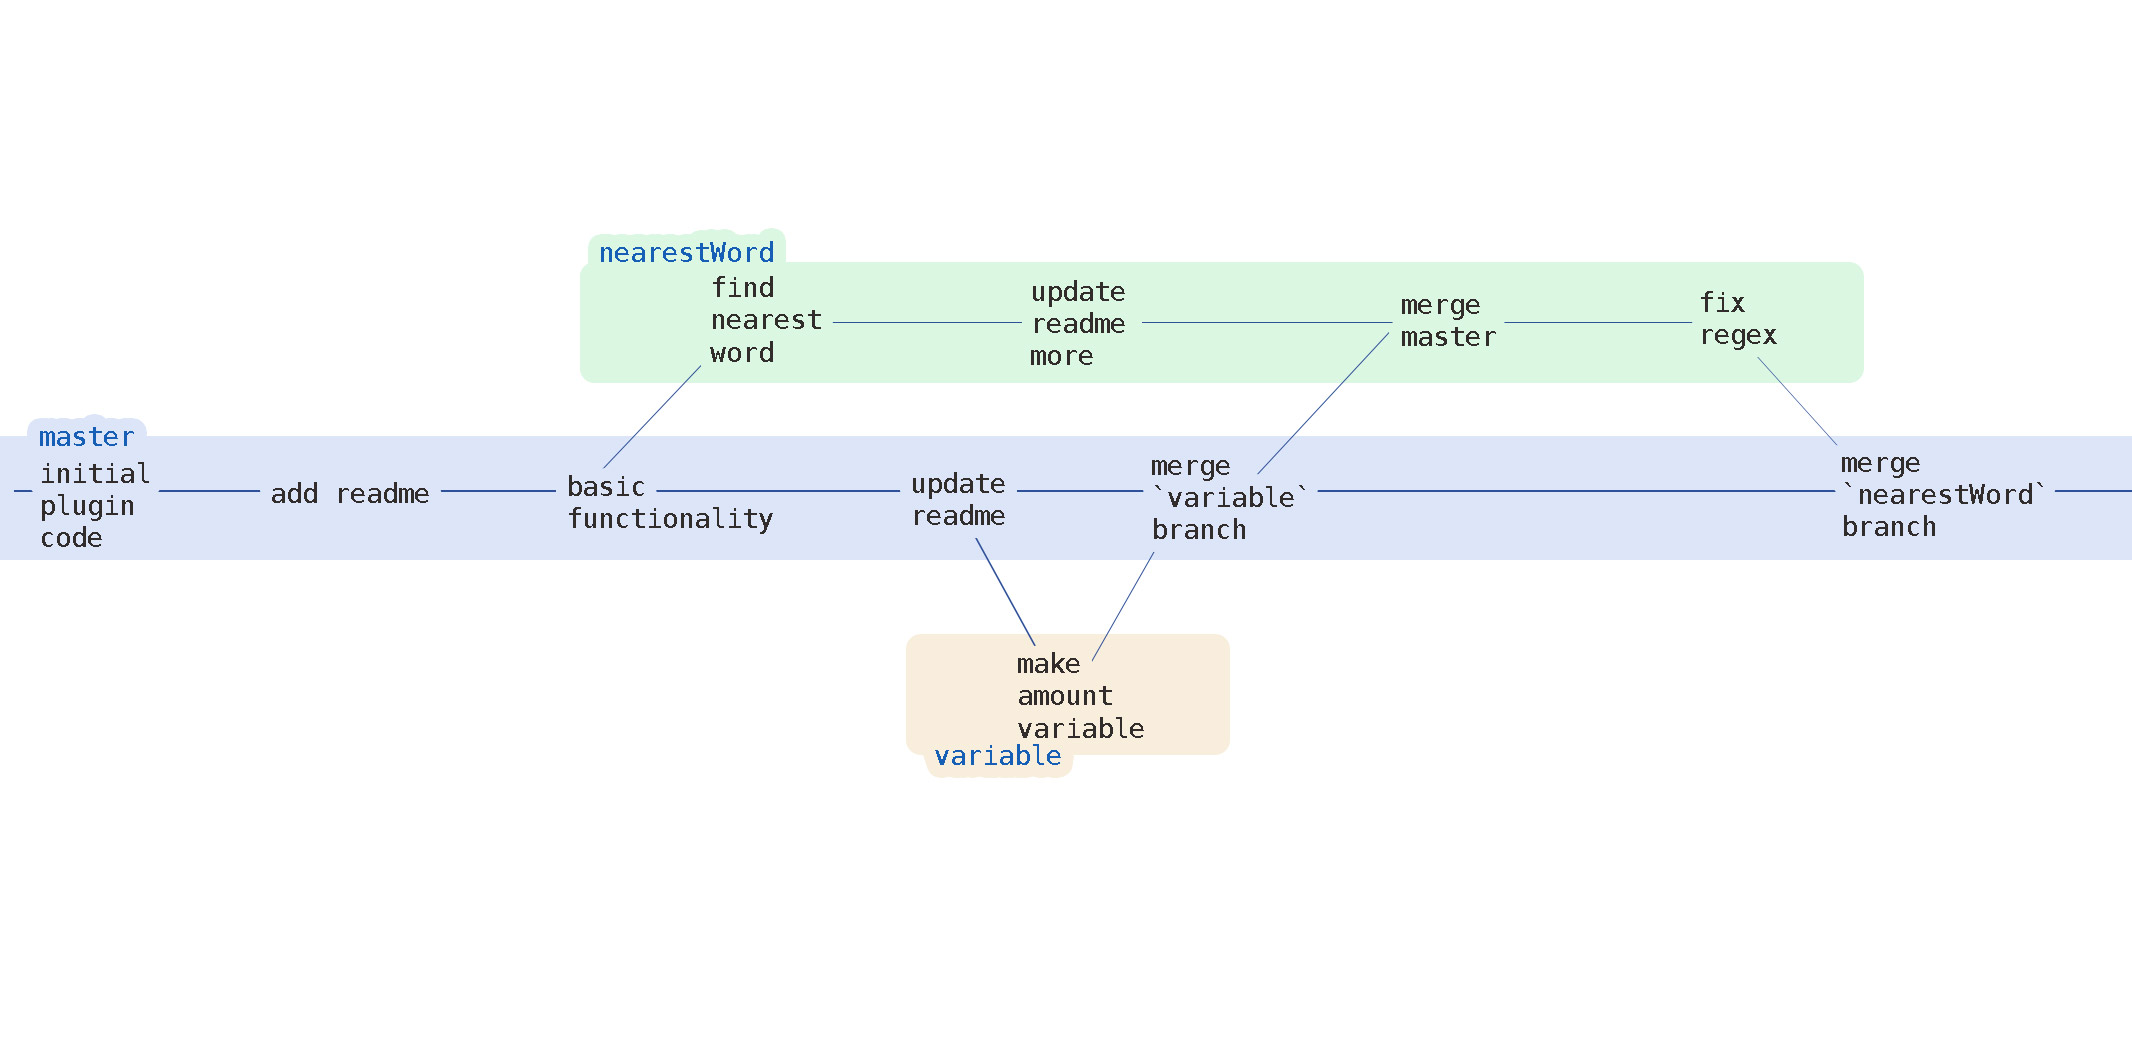 nearestWord
find
nearest
word
update
readme
more
merge
master
fix
regex
master
initial
plugin
code
add readme
basic
functionality
update
readme
merge
`variable`
branch
merge
`nearestWord`
branch
make
amount
variable
variable